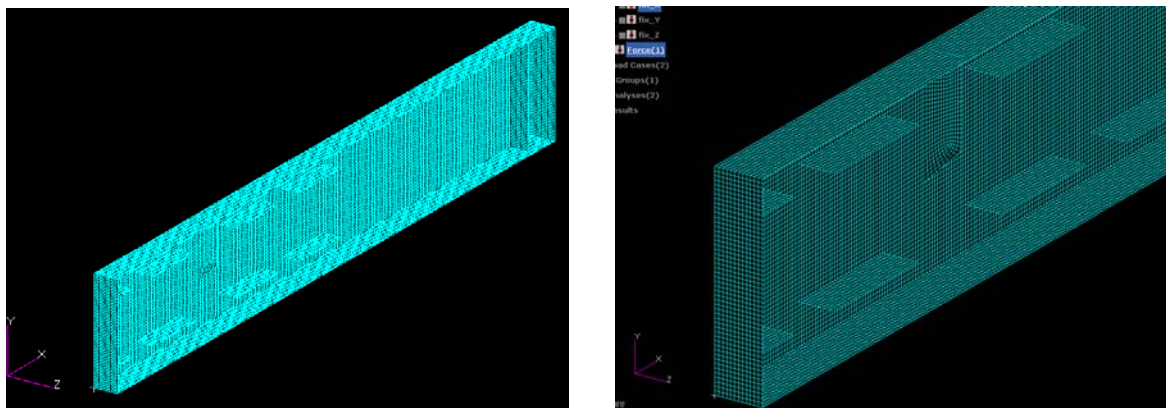 Y
X
Z
fix_Y
fix_Z
Force(1)
oad Cases(2)
Groups(1)
nalyses(2)
esults
Y
X
Z